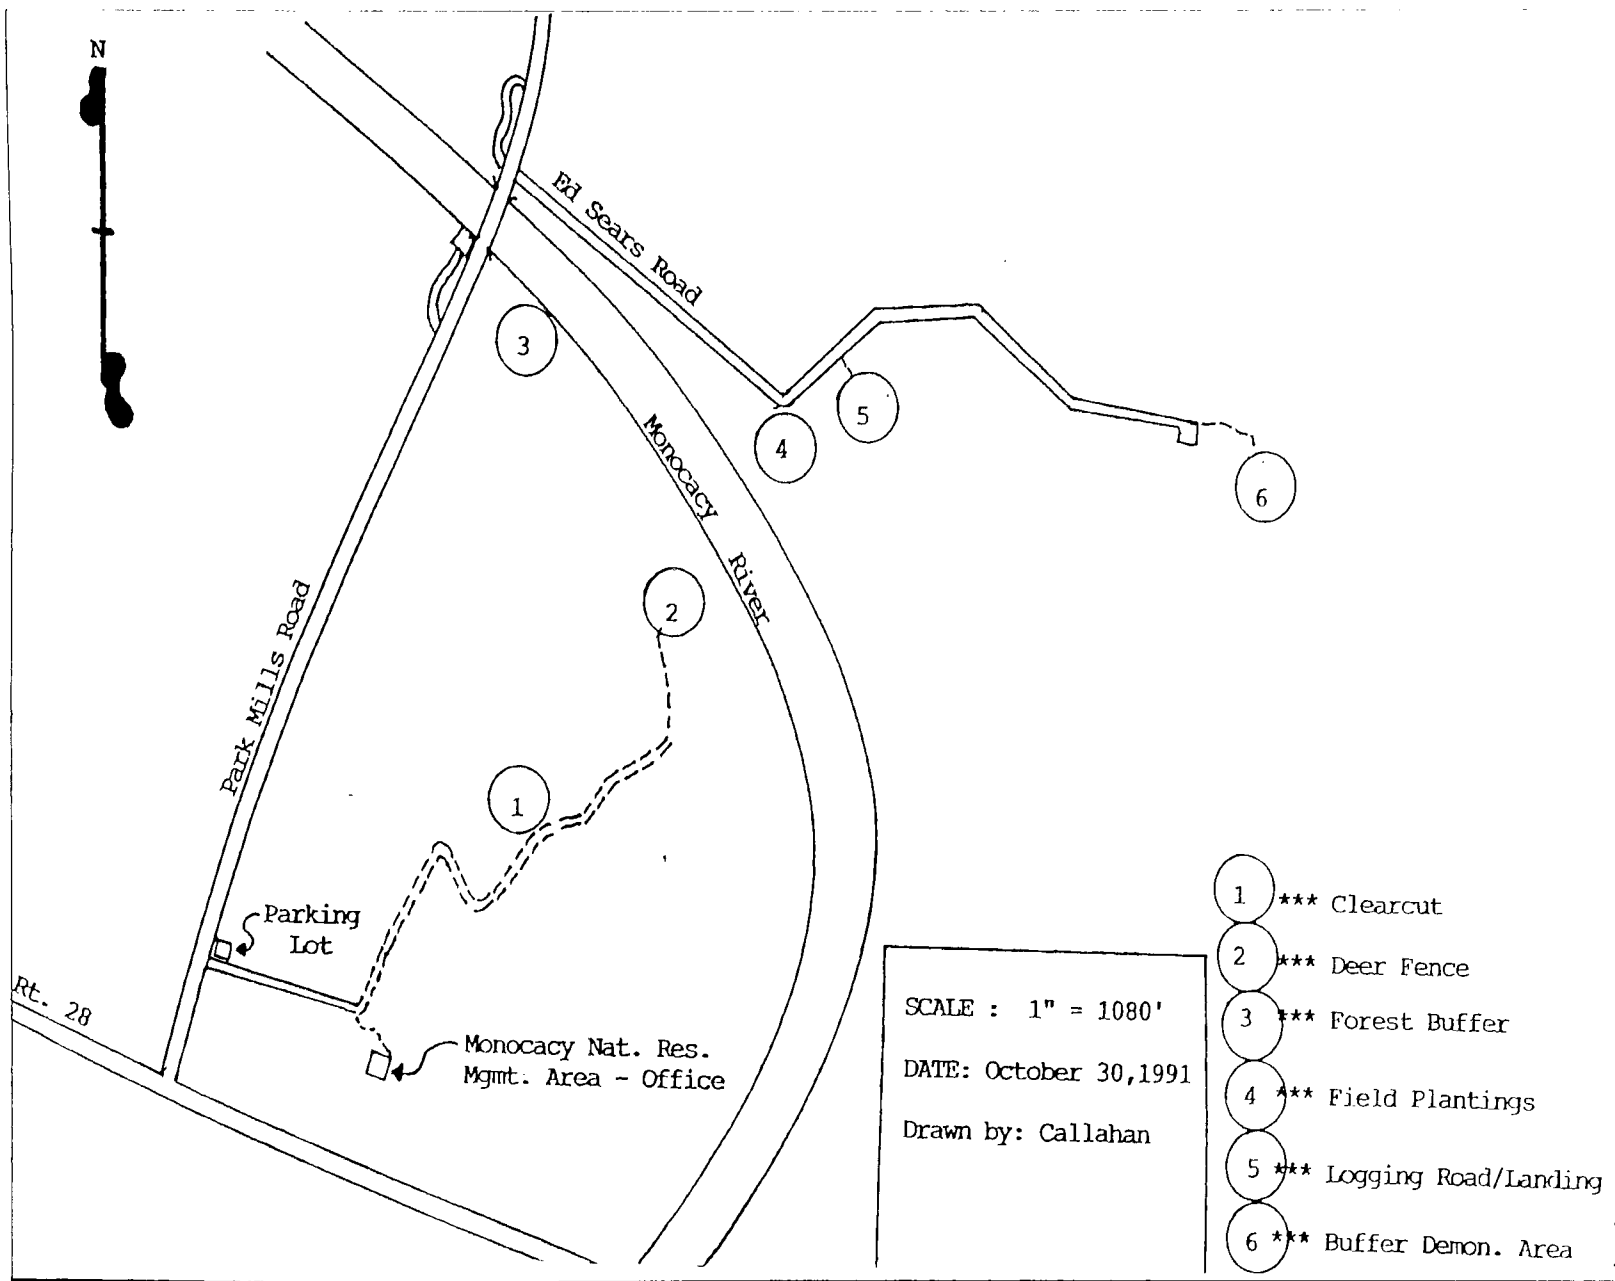 N
Ed Sears Road
3
5
4
6
Monocacy River
2
Park Mills Road
1
Parking
Lot
Rt. 28
Monocacy Nat. Res.
Mgmt. Area - Office
SCALE : 1" = 1080'
DATE: October 30,1991
Drawn by: Callahan
1 *** Clearcut
2 *** Deer Fence
3 *** Forest Buffer
4 *** Field Plantings
5 *** Logging Road/Landing
6 *** Buffer Demon. Area